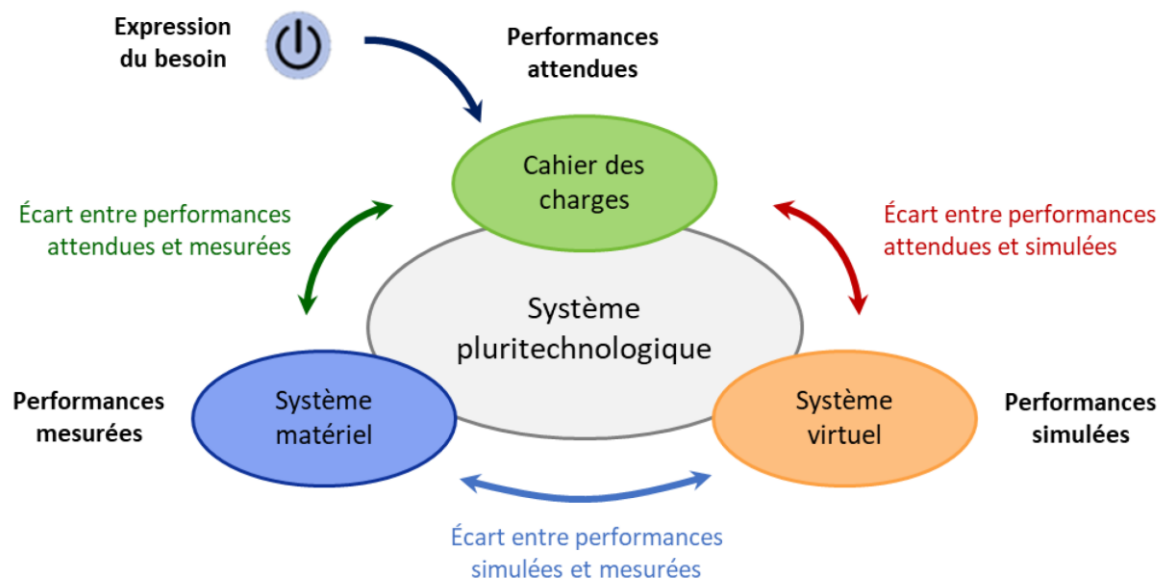 Expression
du besoin
Performances
attendues
Cahier des
charges
Écart entre performances
attendues et mesurées
Écart entre performances
attendues et simulées
Système
pluritechnologique
Performances
mesurées
Système
matériel
Système
virtuel
Performances
simulées
Écart entre performances
simulées et mesurées